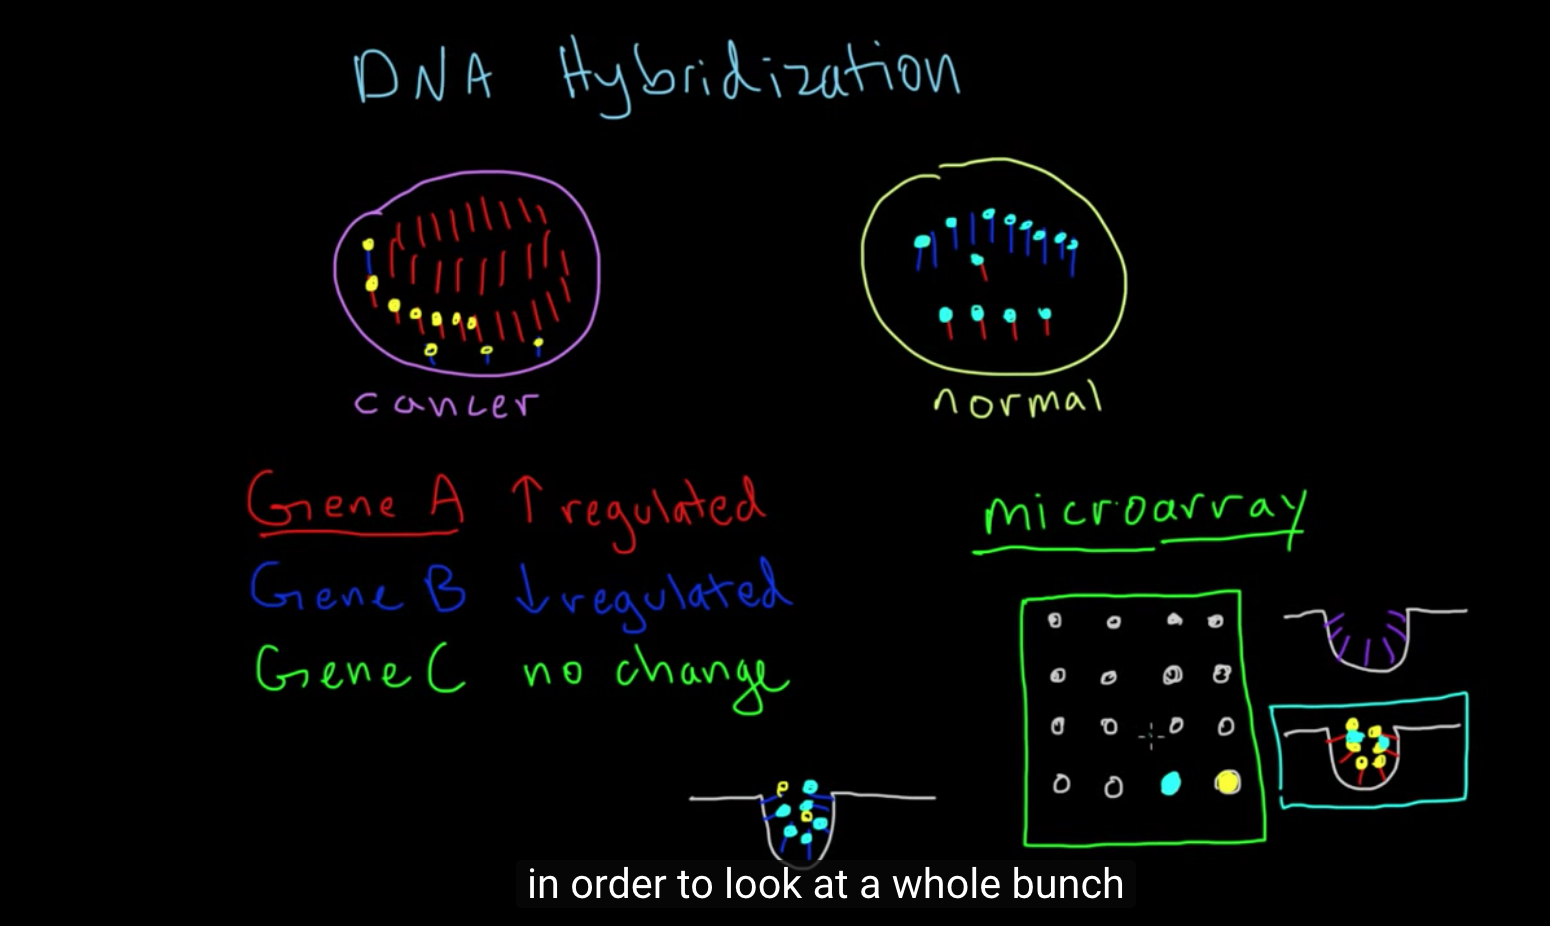 DNA Hybridization
cancer
normal
Gene A ↑ regulated
Gene B ↓ regulated
Gene C no change
microarray
in order to look at a whole bunch